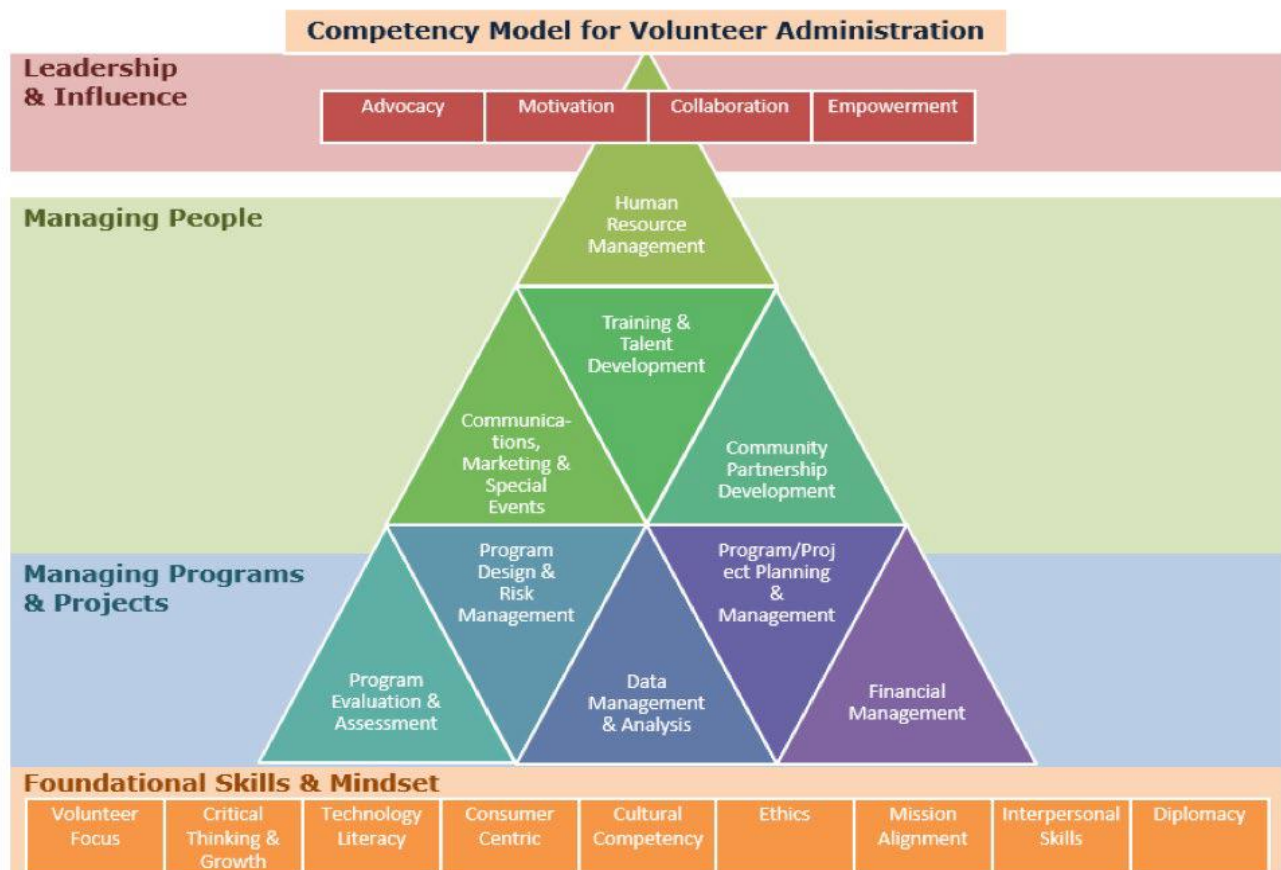 Competency Model for Volunteer Administration
Leadership
& Influence
Advocacy
Motivation
Collaboration
Empowerment
Managing People
Human
Resource
Management
Training &
Talent
Development
Communica-
tions,
Marketing &
Special
Events
Community
Partnership
Development
Managing Programs
& Projects
Program
Design &
Risk
Management
Program/Proj
ect Planning
&
Management
Program
Evaluation &
Assessment
Data
Management
& Analysis
Financial
Management
Foundational Skills & Mindset
Volunteer
Focus
Critical
Thinking &
Growth
Technology
Literacy
Consumer
Centric
Cultural
Competency
Ethics
Mission
Alignment
Interpersonal
Skills
Diplomacy